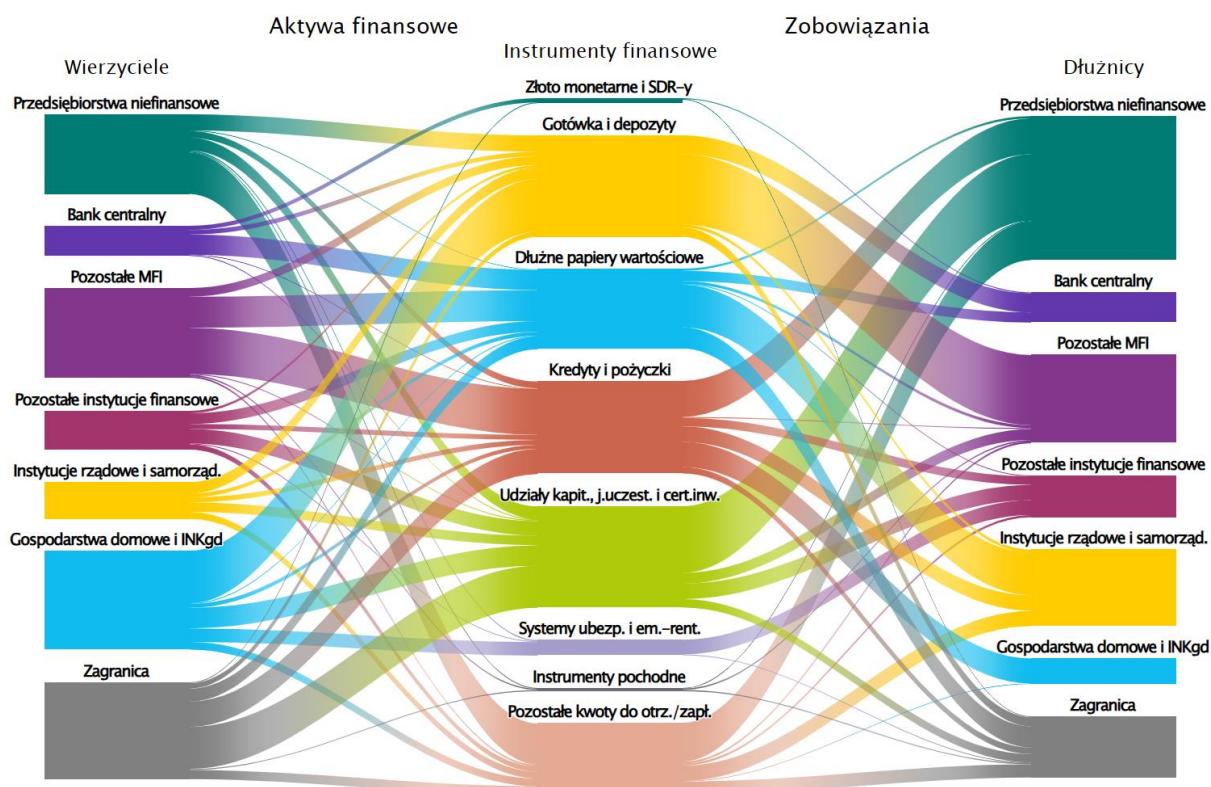 Aktywa finansowe
Zobowiązania
Instrumenty finansowe
Wierzyciele
Dłużnicy
Przedsiębiorstwa niefinansowe
Bank centralny
Pozostałe MFI
Pozostałe instytucje finansowe
Instytucje rządowe i samorząd.
Gospodarstwa domowe i INKgd
Zagranica
Złoto monetarne i SDR–y
Gotówka i depozyty
Dłużne papiery wartościowe
Kredyty i pożyczki
Udziały kapit., j.uczest. i cert.inw.
Systemy ubezp. i em.–rent.
Instrumenty pochodne
Pozostałe kwoty do otrz./zapł.
Przedsiębiorstwa niefinansowe
Bank centralny
Pozostałe MFI
Pozostałe instytucje finansowe
Instytucje rządowe i samorząd.
Gospodarstwa domowe i INKgd
Zagranica